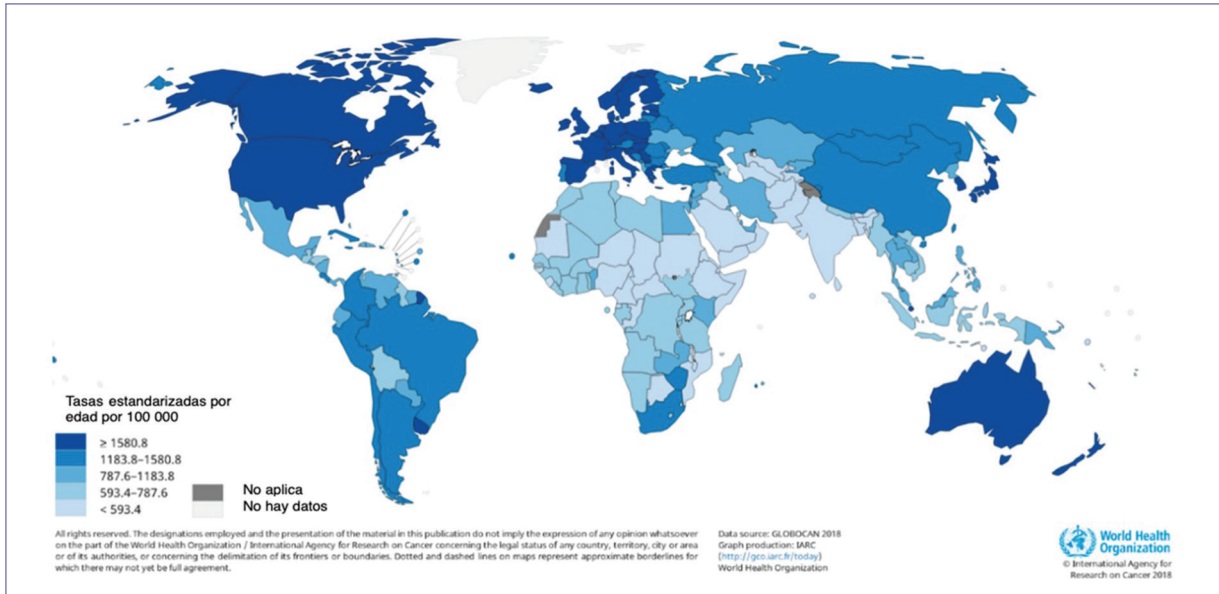 Tasas estandarizadas por
edad por 100 000
≥ 1580.8
1183.8–1580.8
787.6–1183.8
593.4–787.6
< 593.4
No aplica
No hay datos
All rights reserved. The designations employed and the presentation of the material in this publication do not imply the expression of any opinion whatsoever
on the part of the World Health Organization / International Agency for Research on Cancer concerning the legal status of any country, territory, city or area
or of its authorities, or concerning the delimitation of its frontiers or boundaries. Dotted and dashed lines on maps represent approximate borderlines for
which there may not yet be full agreement.
Data source: GLOBOCAN 2018
Graph production: IARC
(http://gco.iarc.fr/today)
World Health Organization
World Health
Organization
© International Agency for
Research on Cancer 2018